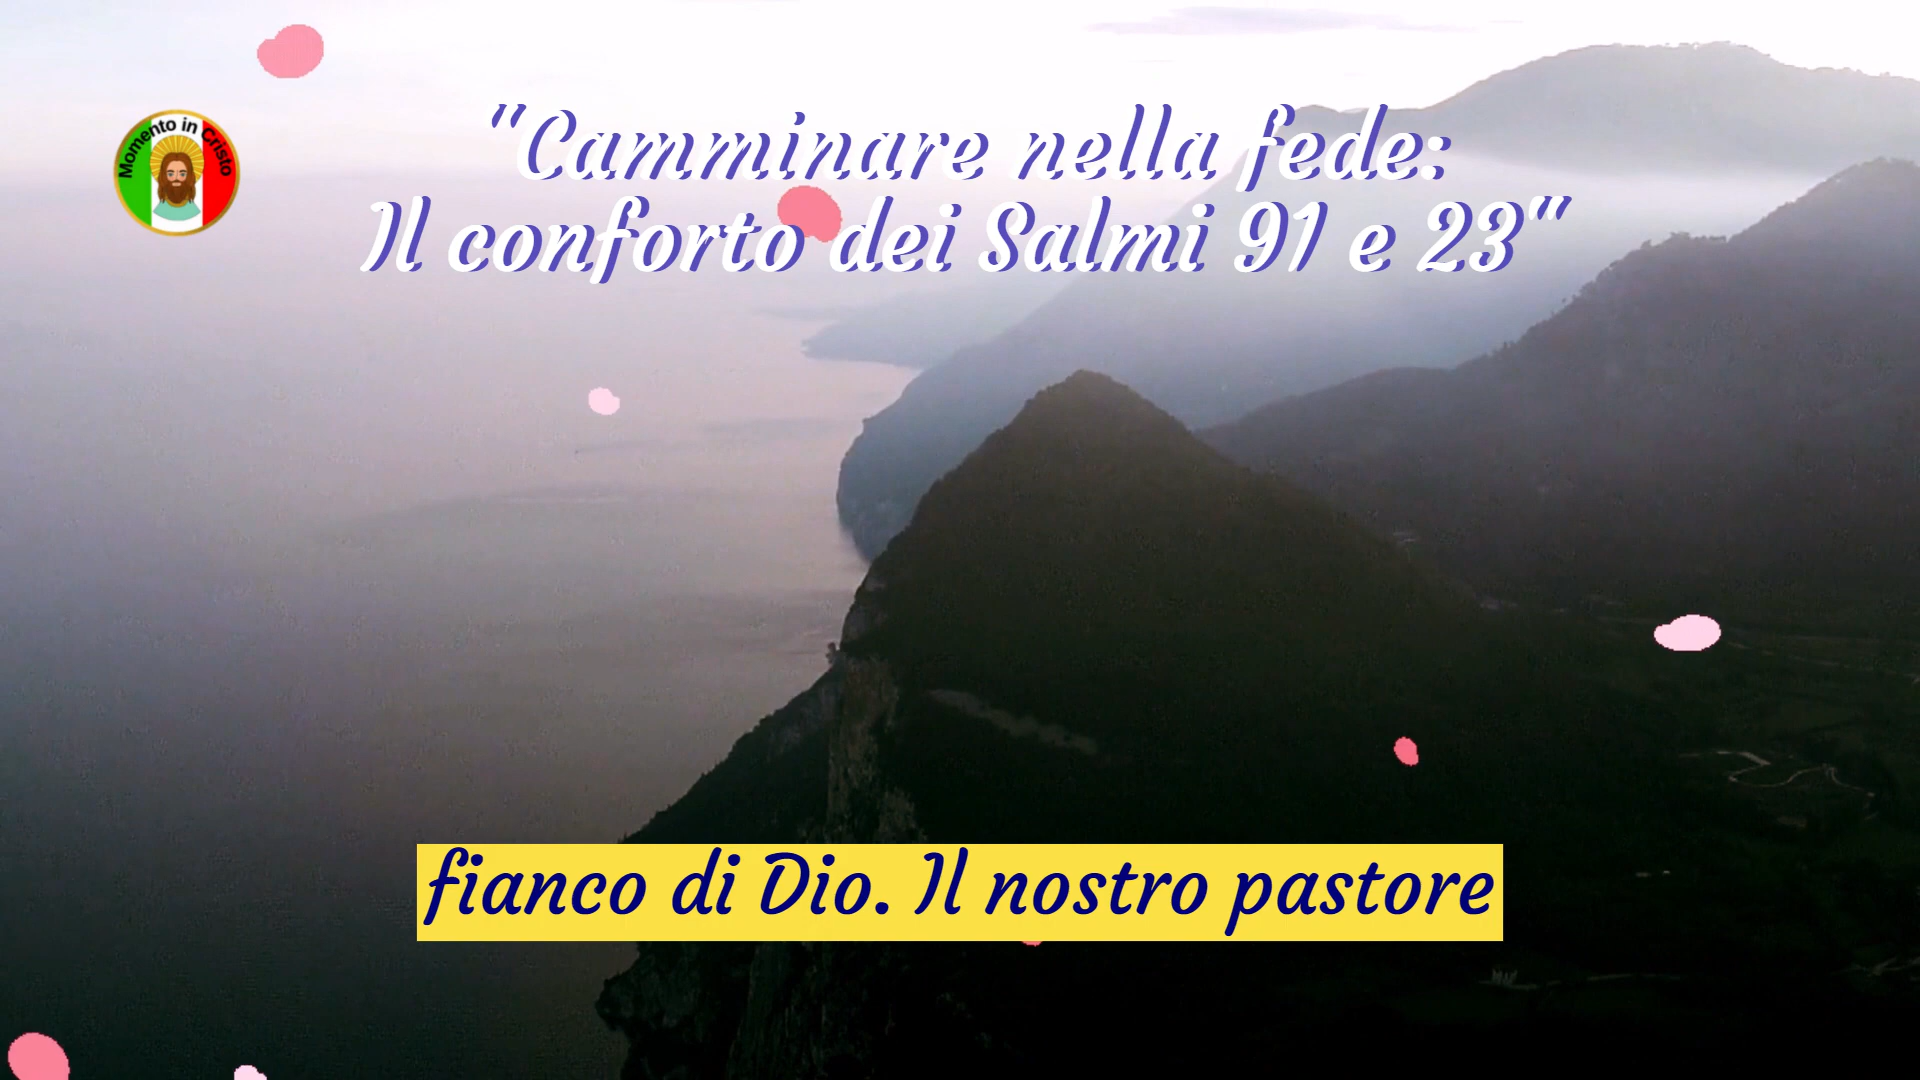 Momento in Cristo
"Camminare nella fede:
Il conforto dei Salmi 91 e 23"
fianco di Dio. Il nostro pastore